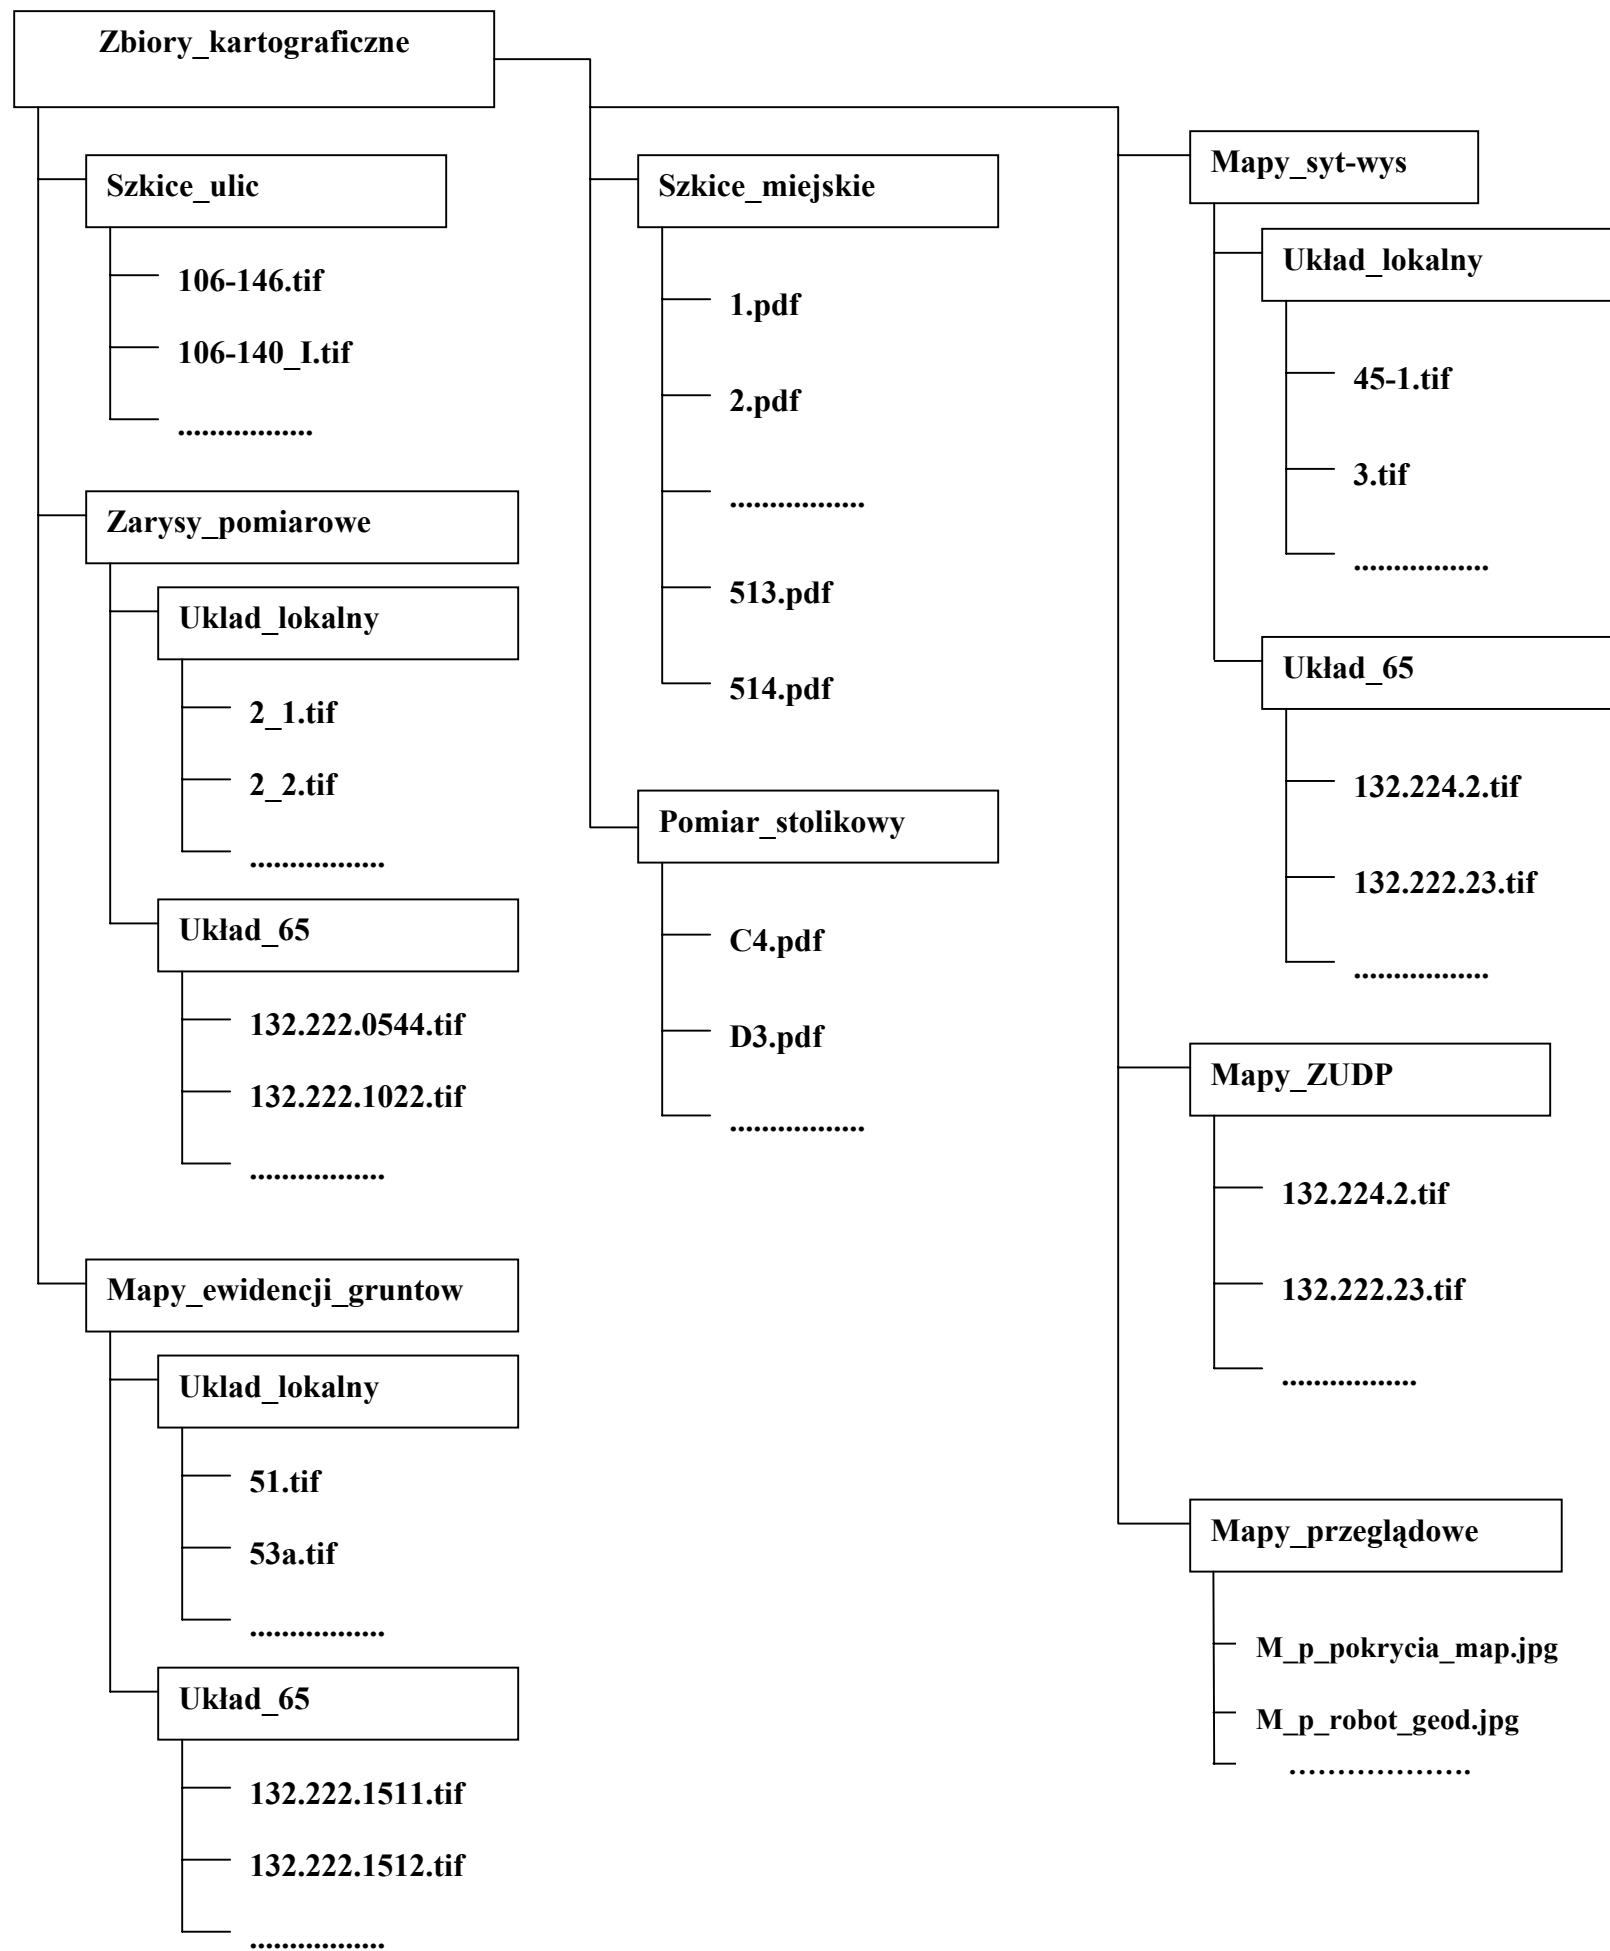 Zbiory_kartograficzne
Szkice_ulic
106-146.tif
106-140_I.tif
.................
Zarysy_pomiarowe
Uklad_lokalny
2_1.tif
2_2.tif
.................
Układ_65
132.222.0544.tif
132.222.1022.tif
.................
Mapy_ewidencji_gruntow
Uklad_lokalny
51.tif
53a.tif
.................
Układ_65
132.222.1511.tif
132.222.1512.tif
.................
Szkice_miejskie
1.pdf
2.pdf
.................
513.pdf
514.pdf
Pomiar_stolikowy
C4.pdf
D3.pdf
.................
Mapy_syt-wys
Układ_lokalny
45-1.tif
3.tif
.................
Układ_65
132.224.2.tif
132.222.23.tif
.................
Mapy_ZUDP
132.224.2.tif
132.222.23.tif
.................
Mapy_przeglądowe
M_p_pokrycia_map.jpg
M_p_robot_geod.jpg
……………….